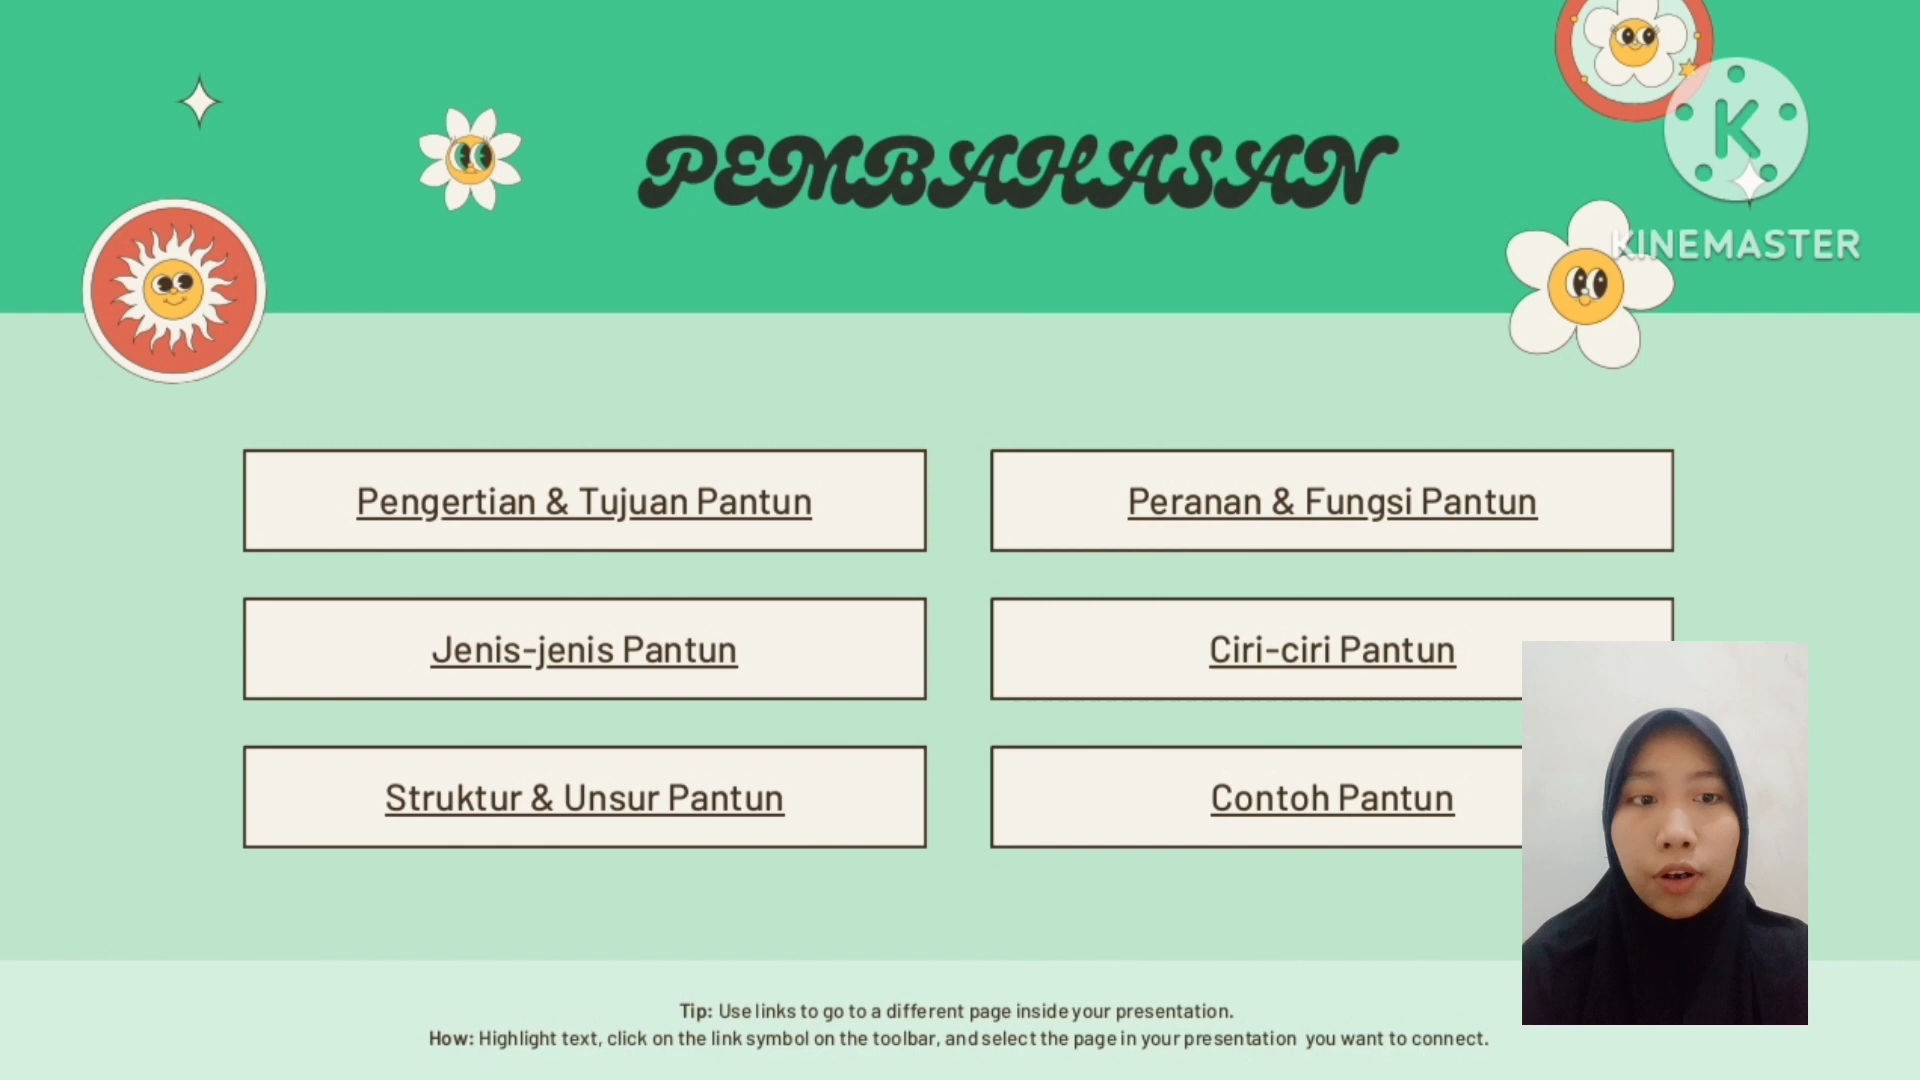 PEMBAHASAN
K
KINEMASTER
Pengertian & Tujuan Pantun
Peranan & Fungsi Pantun
Jenis-jenis Pantun
Ciri-ciri Pantun
Struktur & Unsur Pantun
Contoh Pantun
Tip: Use links to go to a different page inside your presentation.
How: Highlight text, click on the link symbol on the toolbar, and select the page in your presentation you want to connect.